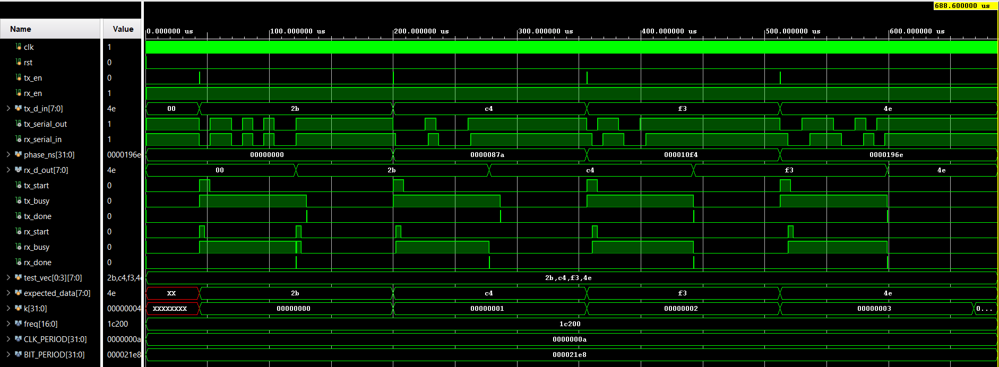 688.600000 us
Name Value
0.000000 us 100.000000 us 200.000000 us 300.000000 us 400.000000 us 500.000000 us 600.000000 us
clk 1
rst 0
tx_en 0
rx_en 1
tx_d_in[7:0] 4e 00 2b c4 f3 4e
tx_serial_out 1
rx_serial_in 1
phase_ns[31:0] 0000196e 00000000 0000087a 000010f4 0000196e
rx_d_out[7:0] 4e 00 2b c4 f3 4e
tx_start 0
tx_busy 0
tx_done 0
rx_start 0
rx_busy 0
rx_done 0
test_vec[0:3][7:0] 2b,c4,f3,4e 2b,c4,f3,4e
expected_data[7:0] 4e XX 2b c4 f3 4e
k[31:0] 00000004 XXXXXXXX 00000000 00000001 00000002 00000003 0...
freq[16:0] 1c200 1c200
CLK_PERIOD[31:0] 0000000a 0000000a
BIT_PERIOD[31:0] 000021e8 000021e8